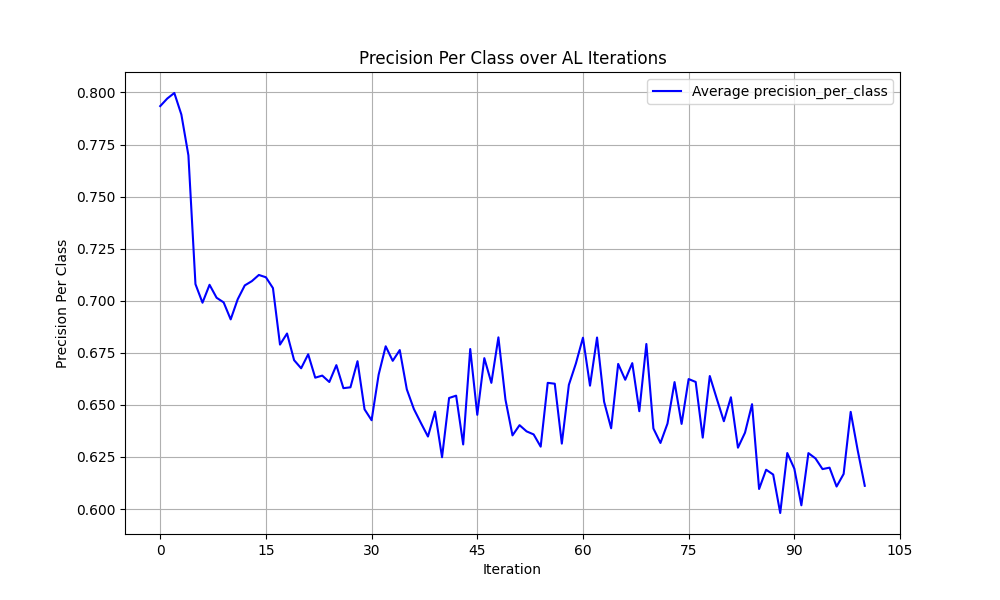 Precision Per Class over AL Iterations
Average precision_per_class
Precision Per Class
0.800
0.775
0.750
0.725
0.700
0.675
0.650
0.625
0.600
0 15 30 45 60 75 90 105
Iteration